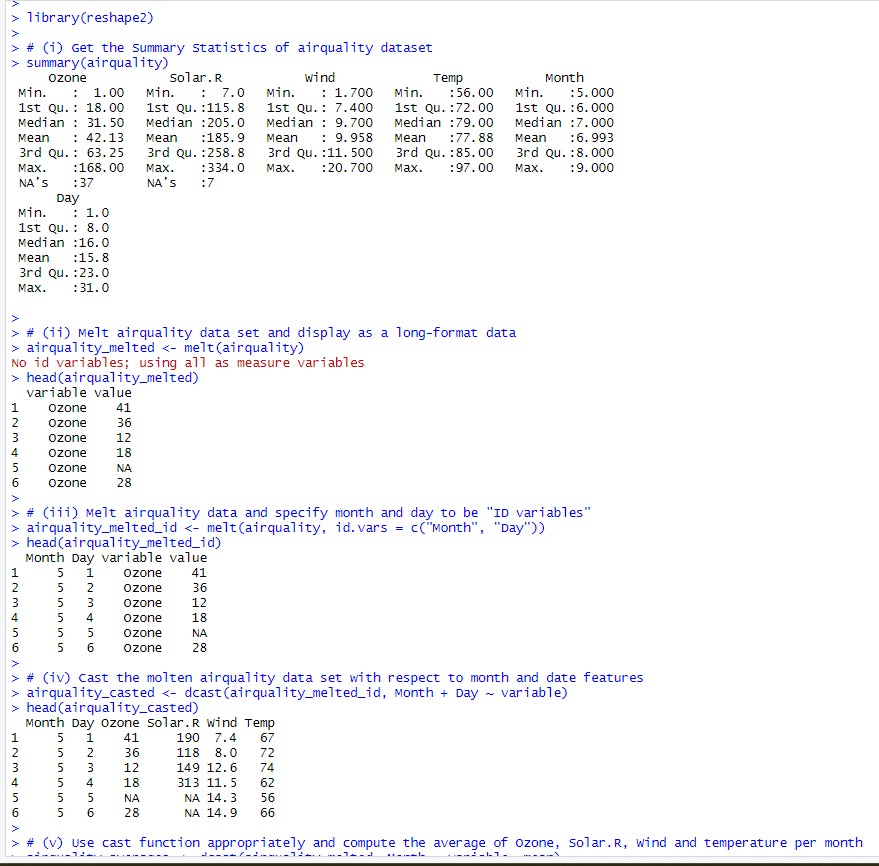 >
> library(reshape2)
>
> # (i) Get the Summary Statistics of airquality dataset
> summary(airquality)
     Ozone           Solar.R           Wind             Temp           Month      
 Min.   :  1.00   Min.   :  7.0   Min.   : 1.700   Min.   :56.00   Min.   :5.000  
 1st Qu.: 18.00   1st Qu.:115.8   1st Qu.: 7.400   1st Qu.:72.00   1st Qu.:6.000  
 Median : 31.50   Median :205.0   Median : 9.700   Median :79.00   Median :7.000  
 Mean   : 42.13   Mean   :185.9   Mean   : 9.958   Mean   :77.88   Mean   :6.993  
 3rd Qu.: 63.25   3rd Qu.:258.8   3rd Qu.:11.500   3rd Qu.:85.00   3rd Qu.:8.000  
 Max.   :168.00   Max.   :334.0   Max.   :20.700   Max.   :97.00   Max.   :9.000  
 NA's   :37       NA's   :7
      Day
 Min.   : 1.0
 1st Qu.: 8.0
 Median :16.0
 Mean   :15.8
 3rd Qu.:23.0
 Max.   :31.0
>
> # (ii) Melt airquality data set and display as a long-format data
> airquality_melted <- melt(airquality)
No id variables; using all as measure variables
> head(airquality_melted)
  variable value
1    Ozone    41
2    Ozone    36
3    Ozone    12
4    Ozone    18
5    Ozone    NA
6    Ozone    28
>
> # (iii) Melt airquality data and specify month and day to be "ID variables"
> airquality_melted_id <- melt(airquality, id.vars = c("Month", "Day"))
> head(airquality_melted_id)
  Month Day variable value
1     5   1    Ozone    41
2     5   2    Ozone    36
3     5   3    Ozone    12
4     5   4    Ozone    18
5     5   5    Ozone    NA
6     5   6    Ozone    28
>
> # (iv) Cast the molten airquality data set with respect to month and date features
> airquality_casted <- dcast(airquality_melted_id, Month + Day ~ variable)
> head(airquality_casted)
  Month Day Ozone Solar.R Wind Temp
1     5   1    41     190  7.4   67
2     5   2    36     118  8.0   72
3     5   3    12     149 12.6   74
4     5   4    18     313 11.5   62
5     5   5    NA      NA 14.3   56
6     5   6    28      NA 14.9   66
>
> # (v) Use cast function appropriately and compute the average of Ozone, Solar.R, Wind and temperature per month